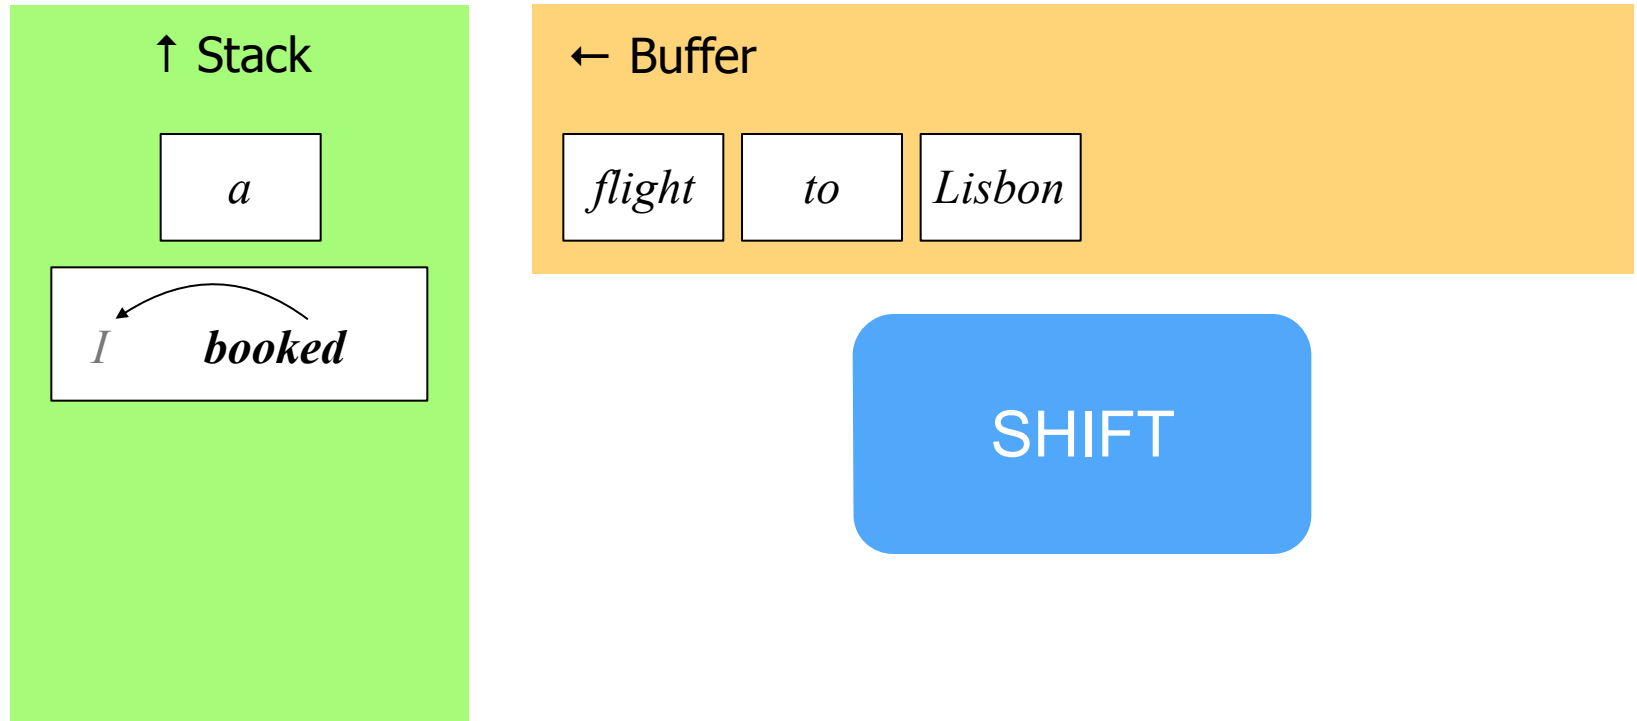 ↑ Stack
← Buffer
a
flight to Lisbon
I booked
SHIFT